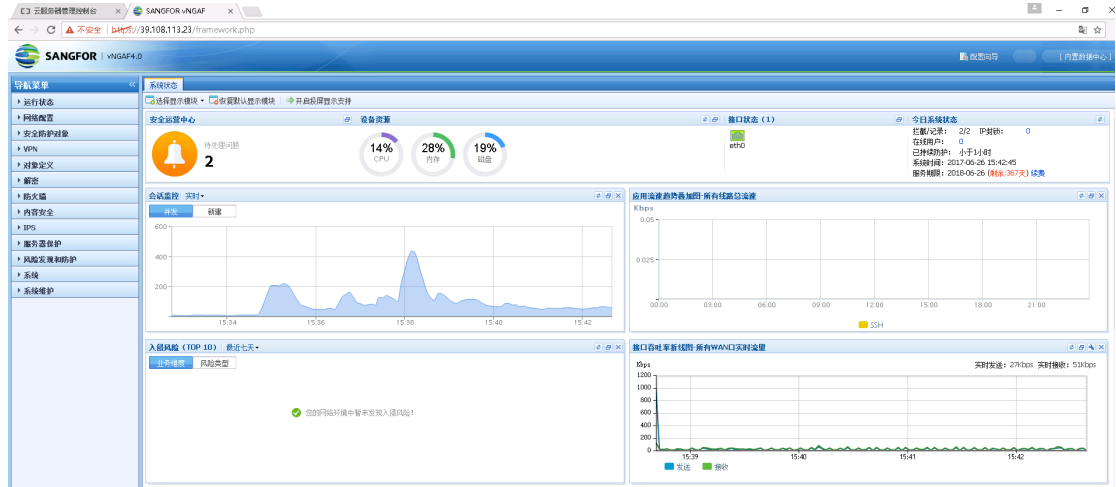 云服务器管理控制台
SANGFOR vNGAF
不安全 | https://39.108.113.23/framework.php
SANGFOR | vNGAF4.0
配置向导
[ 内置数据中心 ]
导航菜单
运行状态
网络配置
安全防护对象
VPN
对象定义
解密
防火墙
内容安全
IPS
服务器保护
风险发现和防护
系统
系统维护
系统状态
选择显示模块
恢复默认显示模块
开启投屏显示支持
安全运营中心
待处理问题
2
设备资源
14%
CPU
28%
内存
19%
磁盘
接口状态（1）
eth0
今日系统状态
拦截/记录: 2/2 IP封锁: 0
在线用户: 0
已持续防护: 小于1小时
系统时间: 2017-06-26 15:42:45
服务期限: 2018-06-26 (剩余:367天) 续费
会话监控 实时
并发 新建
600
400
200
15:34 15:36 15:38 15:40 15:42
应用流速趋势叠加图-所有线路总流速
Kbps
0.05
0.025
00:00 03:00 06:00 09:00 12:00 15:00 18:00 21:00
SSH
入侵风险（TOP 10） 最近七天
业务维度 风险类型
您的网络环境中暂未发现入侵风险!
接口吞吐率折线图-所有WAN口实时流量
Kbps
实时发送: 27Kbps 实时接收: 51Kbps
1200
1000
800
600
400
200
0
15:39 15:40 15:41 15:42
发送 接收